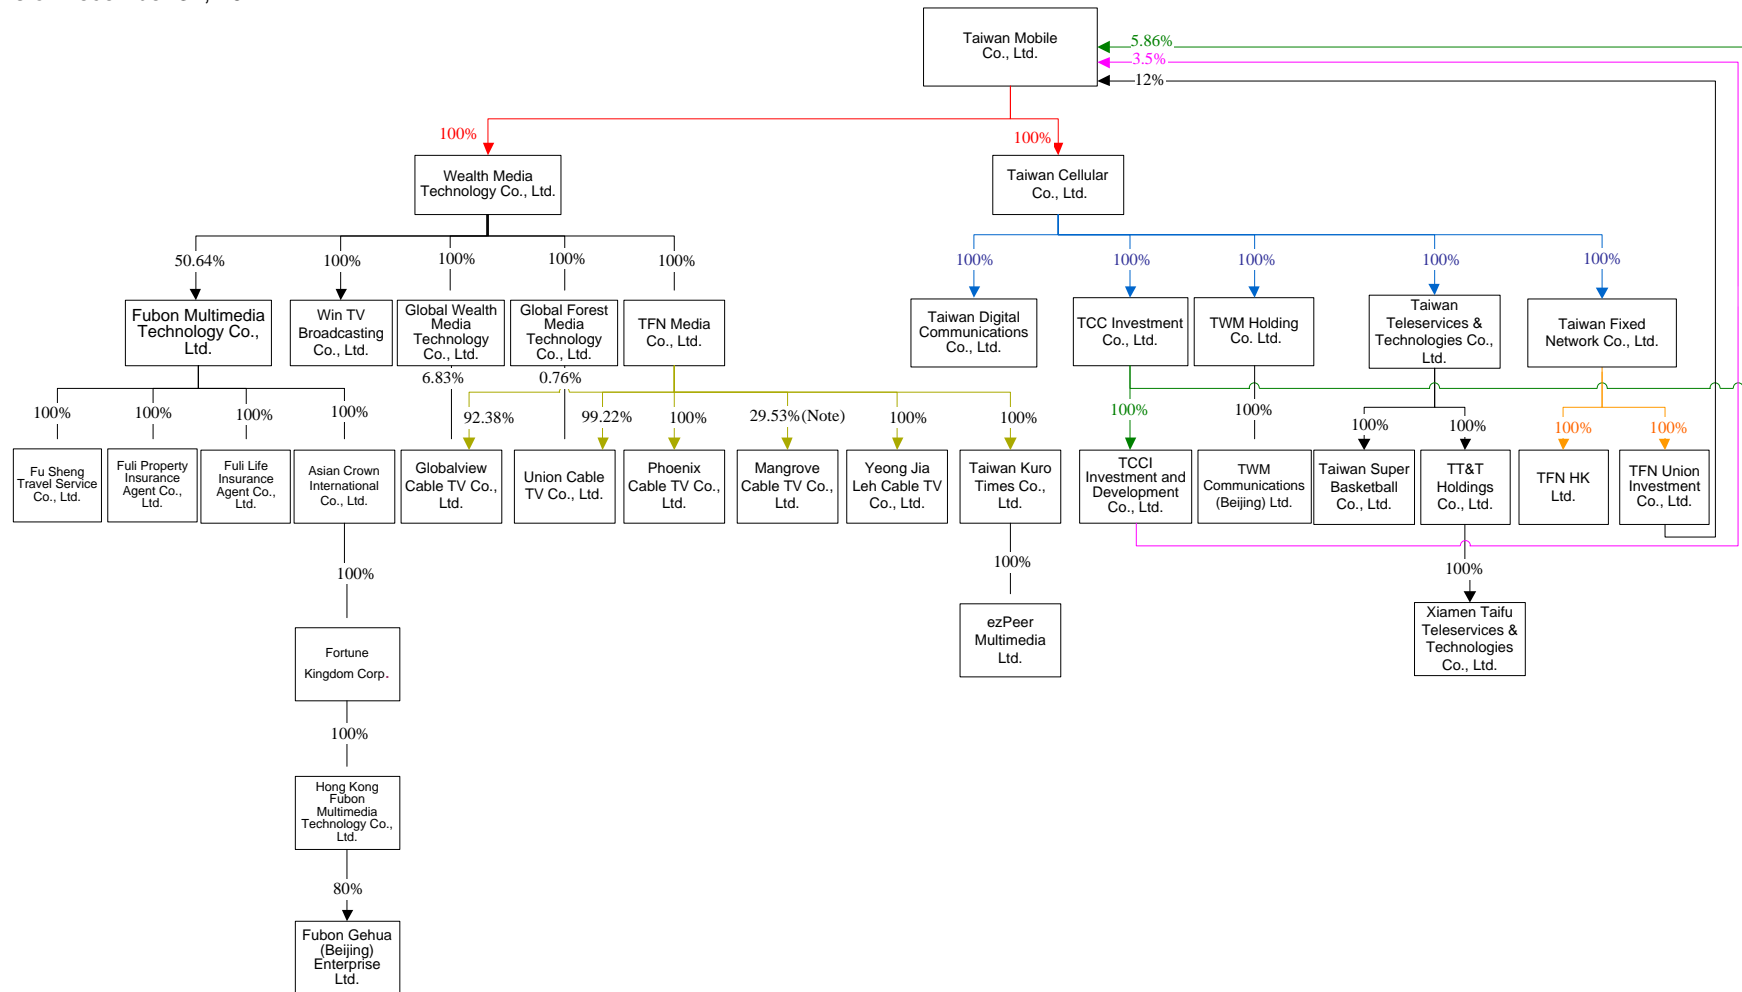 Taiwan Mobile
Co., Ltd.
5.86%
3.5%
12%
100%
100%
Wealth Media
Technology Co., Ltd.
Taiwan Cellular
Co., Ltd.
50.64%
100%
100%
100%
100%
100%
100%
100%
100%
100%
Fubon Multimedia
Technology Co.,
Ltd.
Win TV
Broadcasting
Co., Ltd.
Global Wealth
Media
Technology
Co., Ltd.
Global Forest
Media
Technology
Co., Ltd.
TFN Media
Co., Ltd.
Taiwan Digital
Communications
Co., Ltd.
TCC Investment
Co., Ltd.
TWM Holding
Co. Ltd.
Taiwan
Teleservices &
Technologies Co.,
Ltd.
Taiwan Fixed
Network Co., Ltd.
6.83%
0.76%
100%
100%
100%
100%
92.38%
99.22%
100%
29.53%(Note)
100%
100%
100%
100%
100%
100%
100%
100%
Fu Sheng
Travel Service
Co., Ltd.
Fuli Property
Insurance
Agent Co.,
Ltd.
Fuli Life
Insurance
Agent Co.,
Ltd.
Asian Crown
International
Co., Ltd.
Globalview
Cable TV Co.,
Ltd.
Union Cable
TV Co., Ltd.
Phoenix
Cable TV Co.,
Ltd.
Mangrove
Cable TV Co.,
Ltd.
Yeong Jia
Leh Cable TV
Co., Ltd.
Taiwan Kuro
Times Co.,
Ltd.
TCCI
Investment and
Development
Co., Ltd.
TWM
Communications
(Beijing) Ltd.
Taiwan Super
Basketball
Co., Ltd.
TT&T
Holdings
Co., Ltd.
TFN HK
Ltd.
TFN Union
Investment
Co., Ltd.
100%
100%
100%
Fortune
Kingdom Corp.
ezPeer
Multimedia
Ltd.
Xiamen Taifu
Teleservices &
Technologies
Co., Ltd.
100%
Hong Kong
Fubon
Multimedia
Technology Co.,
Ltd.
80%
Fubon Gehua
(Beijing)
Enterprise
Ltd.